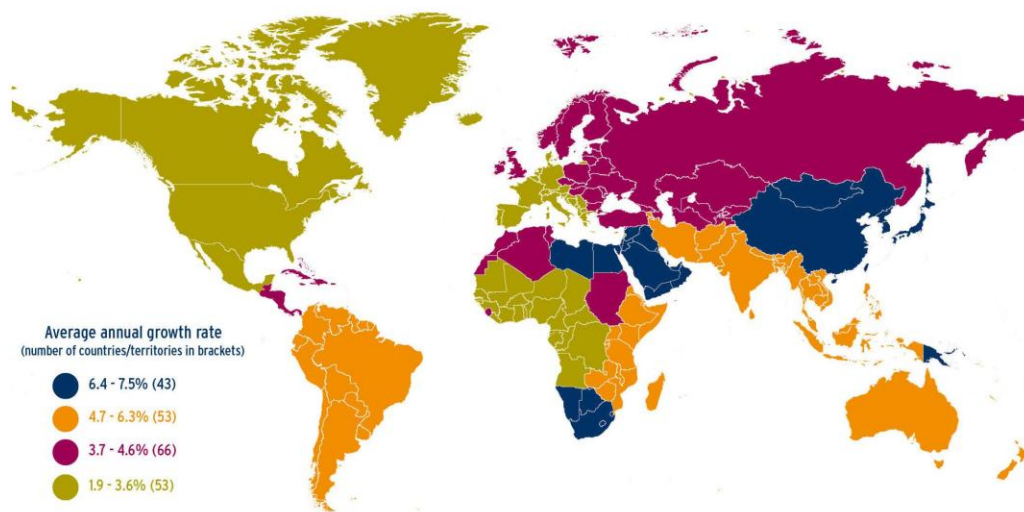 Average annual growth rate
(number of countries/territories in brackets)
6.4 - 7.5% (43)
4.7 - 6.3% (53)
3.7 - 4.6% (66)
1.9 - 3.6% (53)